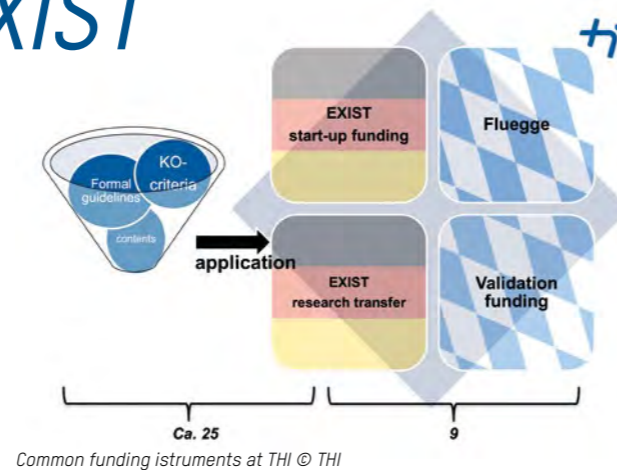 XIST
KO-
criteria
Formal
guidelines
contents
application
EXIST
start-up funding
Fluegge
EXIST
research transfer
Validation
funding
Ca. 25
9
Common funding istruments at THI © THI